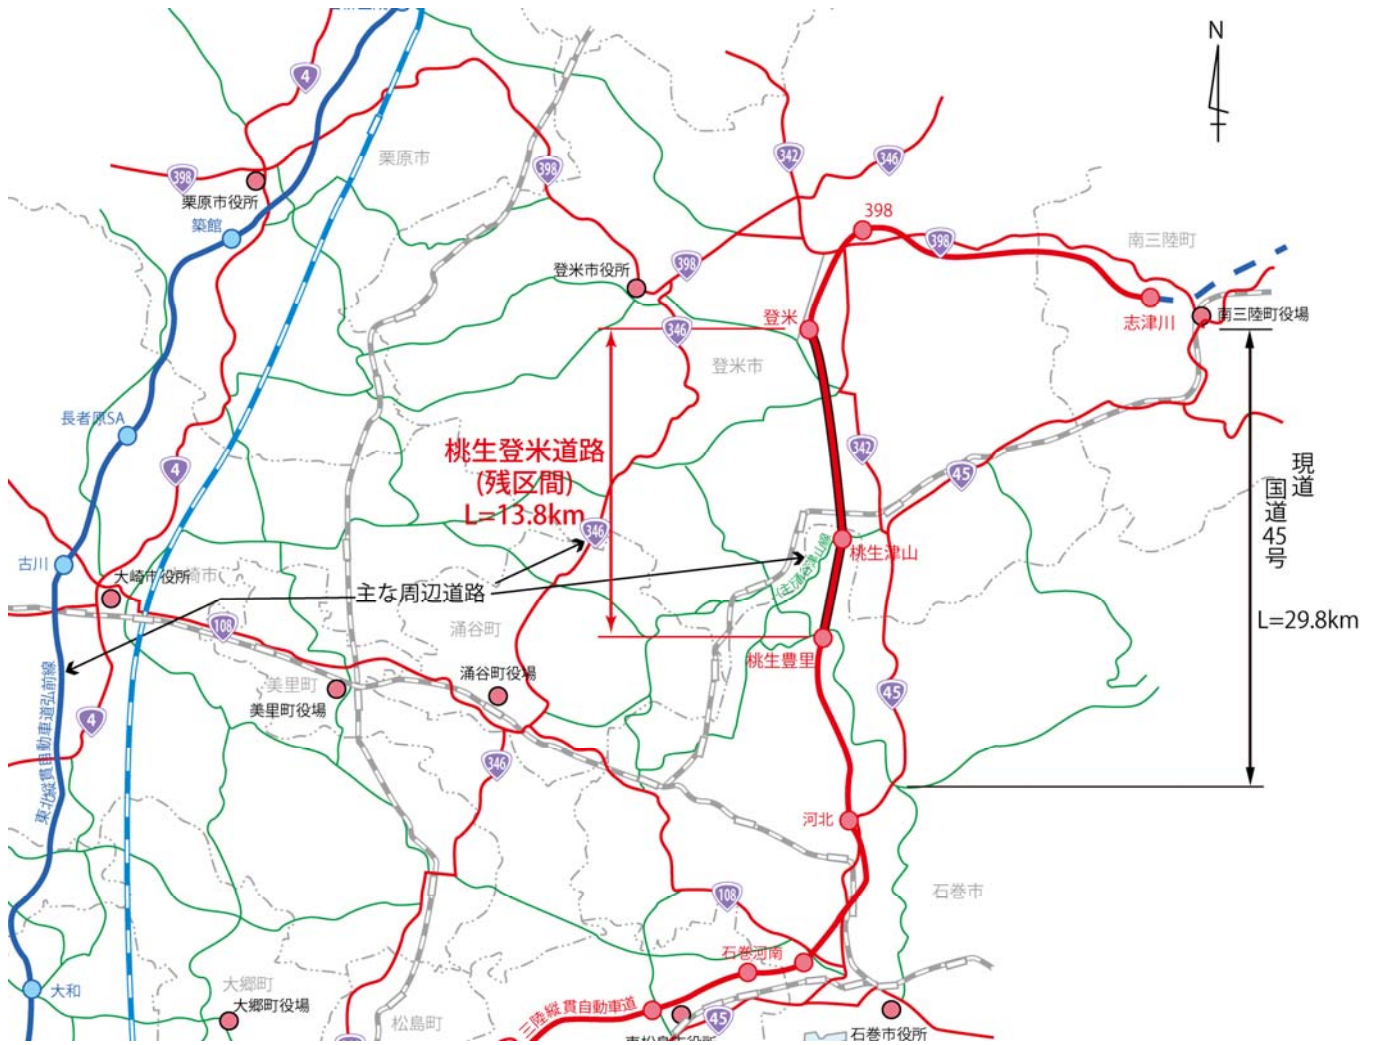 N
4
342
346
398
栗原市
398
栗原市役所
築館
398
398
南三陸町
登米市役所
398
登米
志津川
南三陸町役場
346
登米市
長者原SA
桃生登米道路
(残区間)
L=13.8km
342
4
45
現道
国道45号
346
(主)涌谷津山線
桃生津山
古川
大崎市役所
主な周辺道路
108
涌谷町
L=29.8km
桃生豊里
涌谷町役場
美里町
美里町役場
45
4
東北縦貫自動車道弘前線
346
河北
108
石巻市
石巻河南
大和
大郷町
大郷町役場
三陸縦貫自動車道
松島町
45
石巻市役所